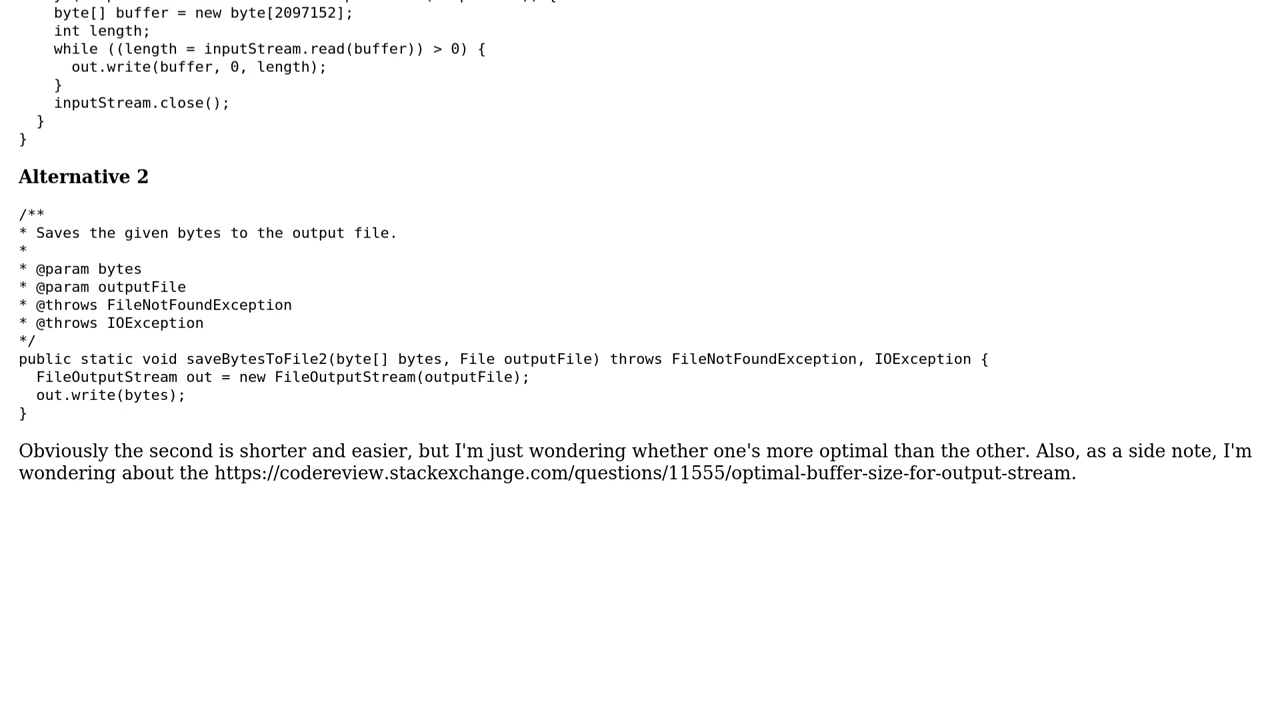 byte[] buffer = new byte[2097152];
int length;
while ((length = inputStream.read(buffer)) > 0) {
out.write(buffer, 0, length);
}
inputStream.close();
}
}
Alternative 2
/**
* Saves the given bytes to the output file.
*
* @param bytes
* @param outputFile
* @throws FileNotFoundException
* @throws IOException
*/
public static void saveBytesToFile2(byte[] bytes, File outputFile) throws FileNotFoundException, IOException {
FileOutputStream out = new FileOutputStream(outputFile);
out.write(bytes);
}
Obviously the second is shorter and easier, but I'm just wondering whether one's more optimal than the other. Also, as a side note, I'm
wondering about the https://codereview.stackexchange.com/questions/11555/optimal-buffer-size-for-output-stream.